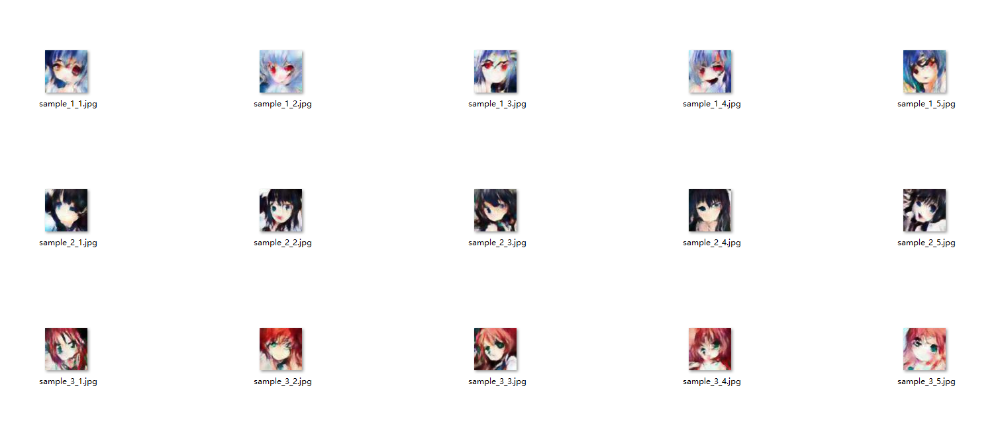 sample_1_1.jpg
sample_1_2.jpg
sample_1_3.jpg
sample_1_4.jpg
sample_1_5.jpg
sample_2_1.jpg
sample_2_2.jpg
sample_2_3.jpg
sample_2_4.jpg
sample_2_5.jpg
sample_3_1.jpg
sample_3_2.jpg
sample_3_3.jpg
sample_3_4.jpg
sample_3_5.jpg